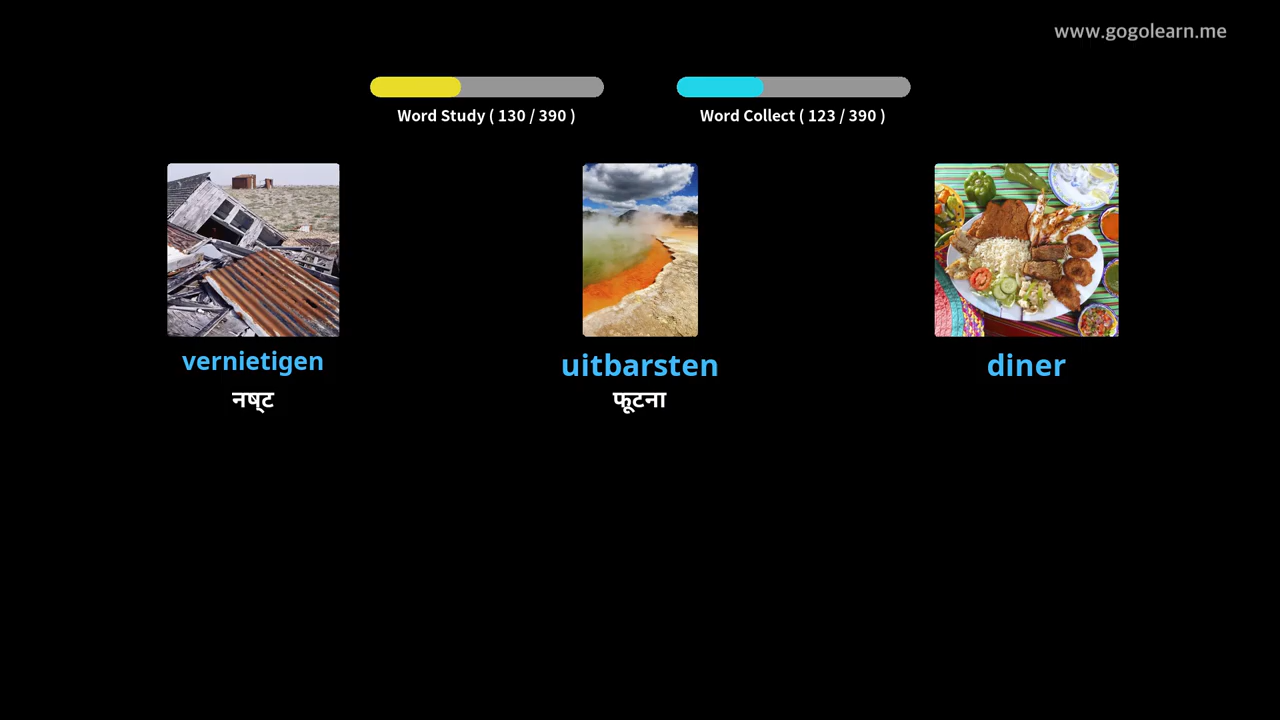 www.gogolearn.me
Word Study ( 130 / 390 )
Word Collect ( 123 / 390 )
vernietigen
नष्ट
uitbarsten
फूटना
diner